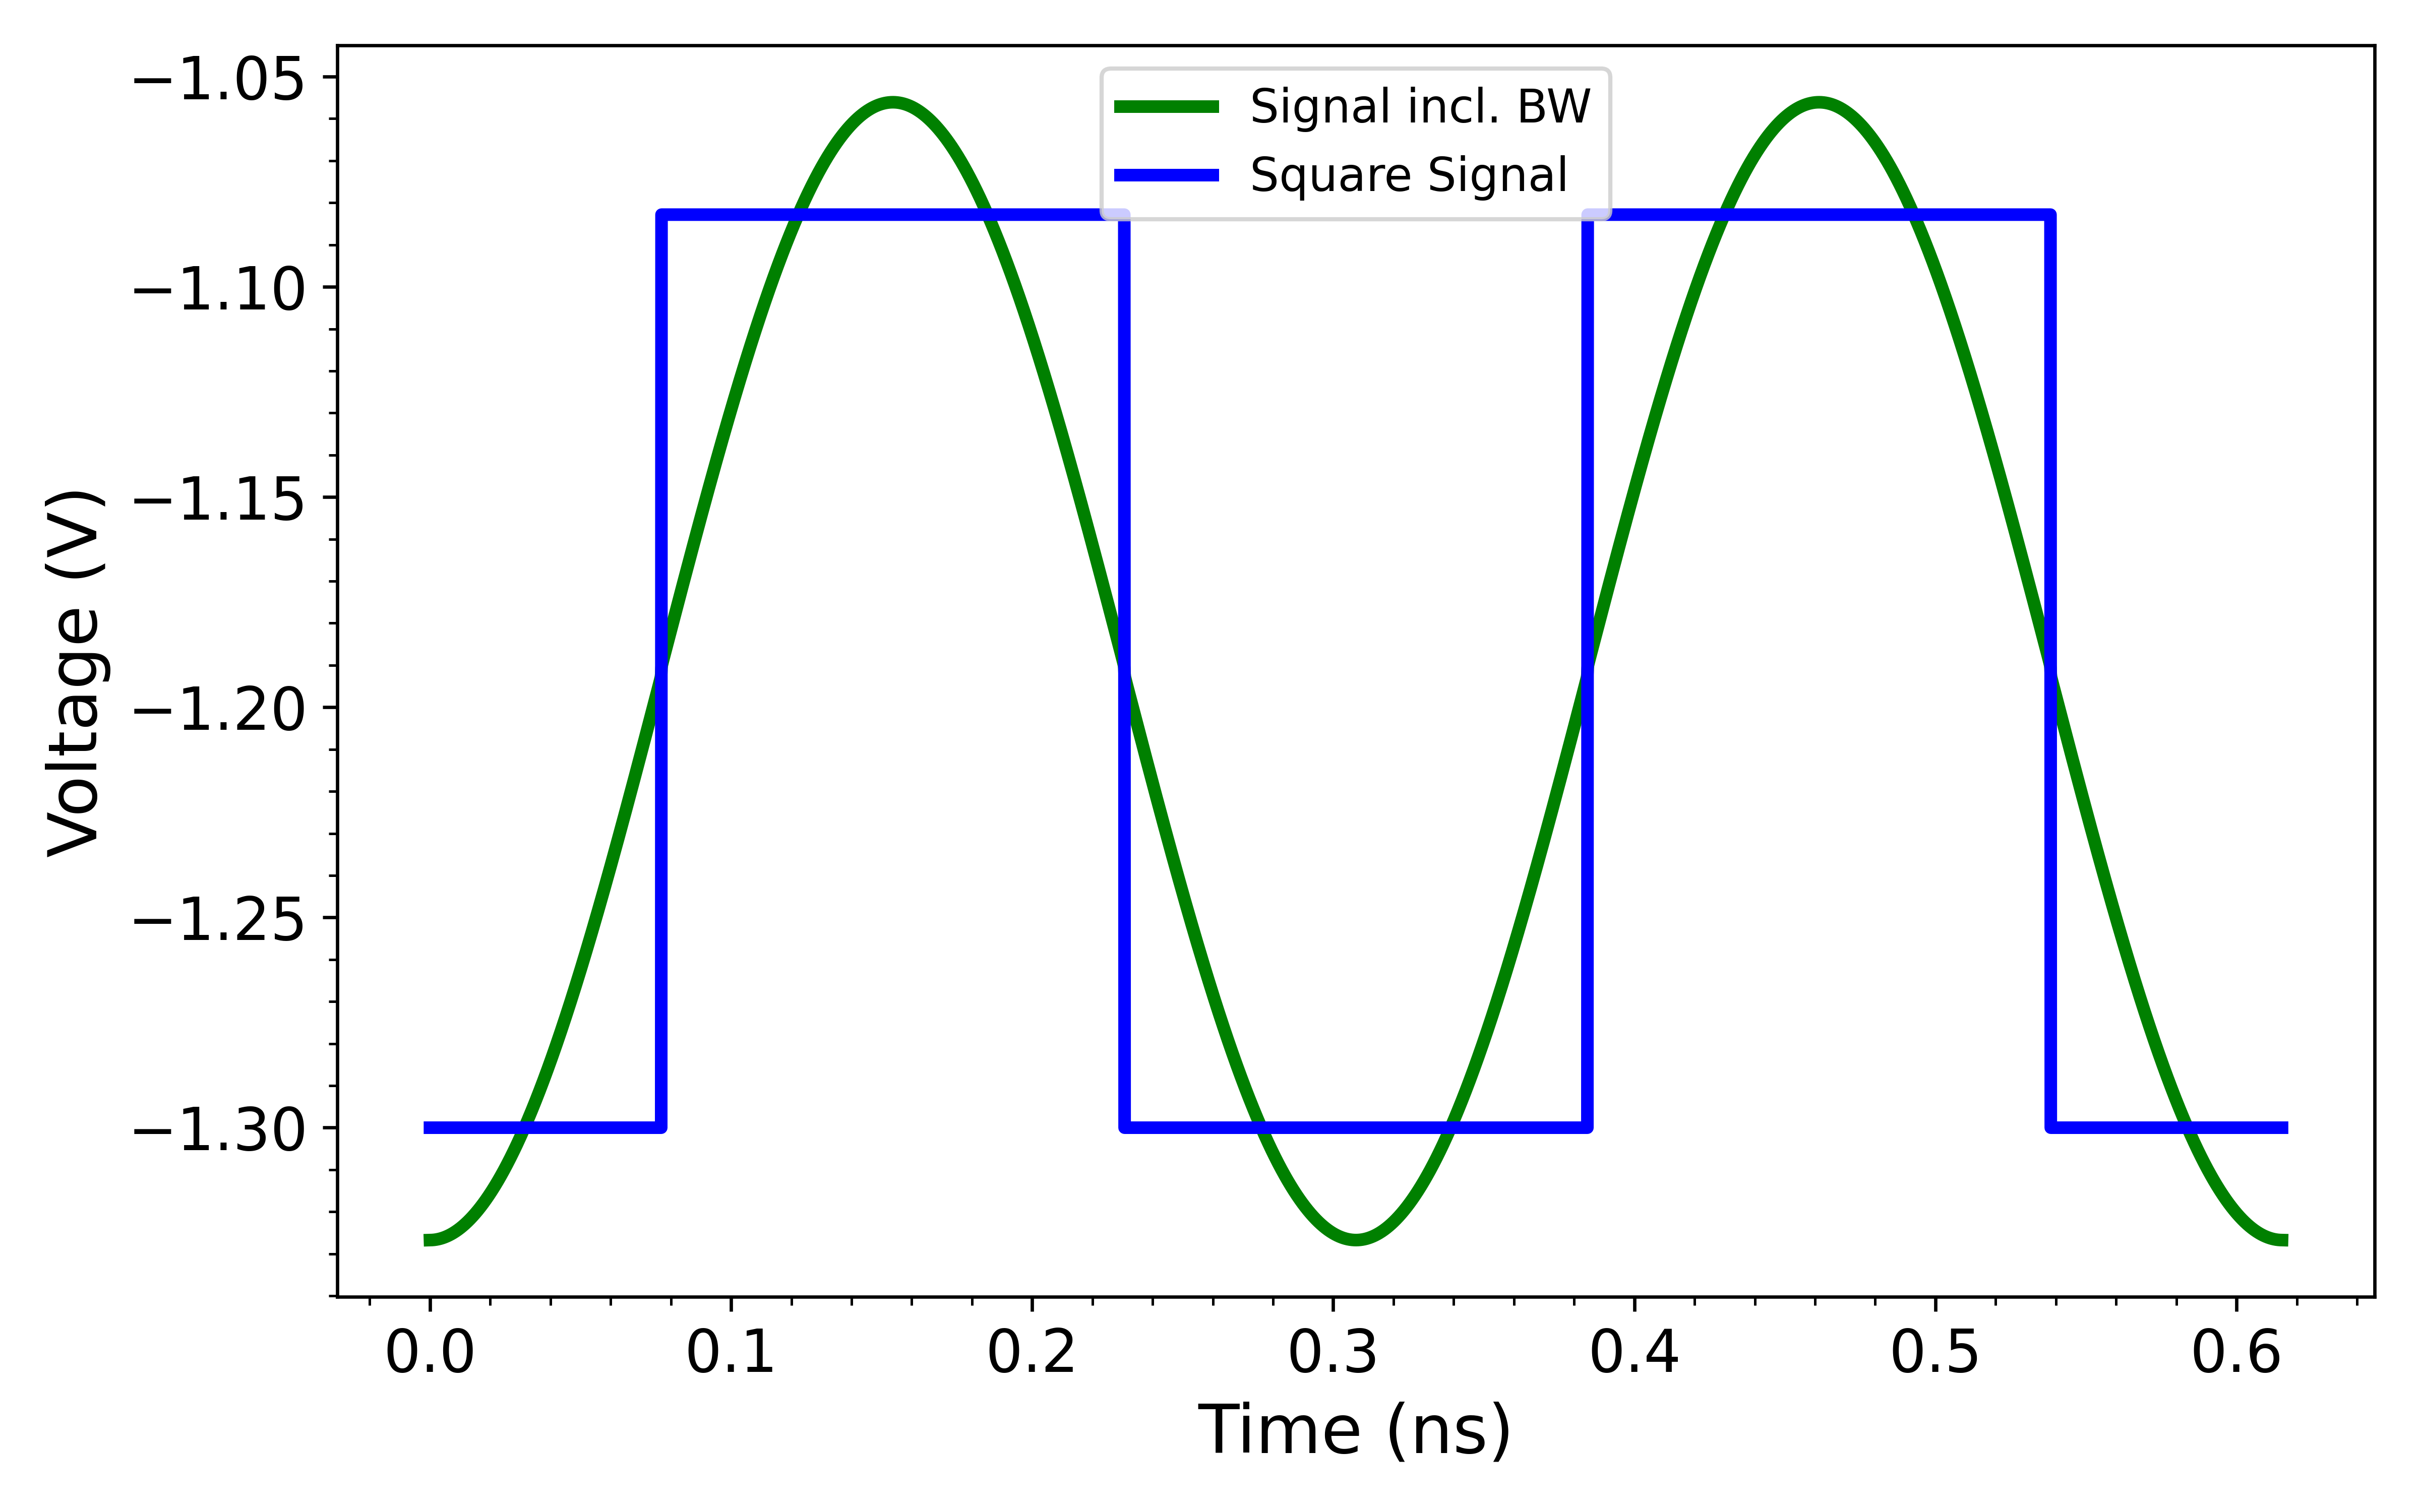 Signal incl. BW
Square Signal
−1.05
−1.10
−1.15
−1.20
−1.25
−1.30
Voltage (V)
0.0 0.1 0.2 0.3 0.4 0.5 0.6
Time (ns)